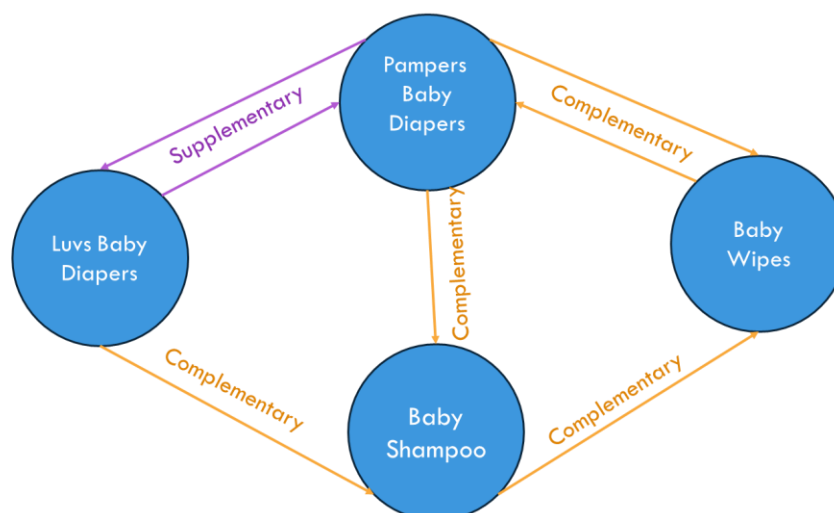 Pampers
Baby
Diapers
Supplementary
Complementary
Luvs Baby
Diapers
Complementary
Baby
Wipes
Complementary
Baby
Shampoo
Complementary